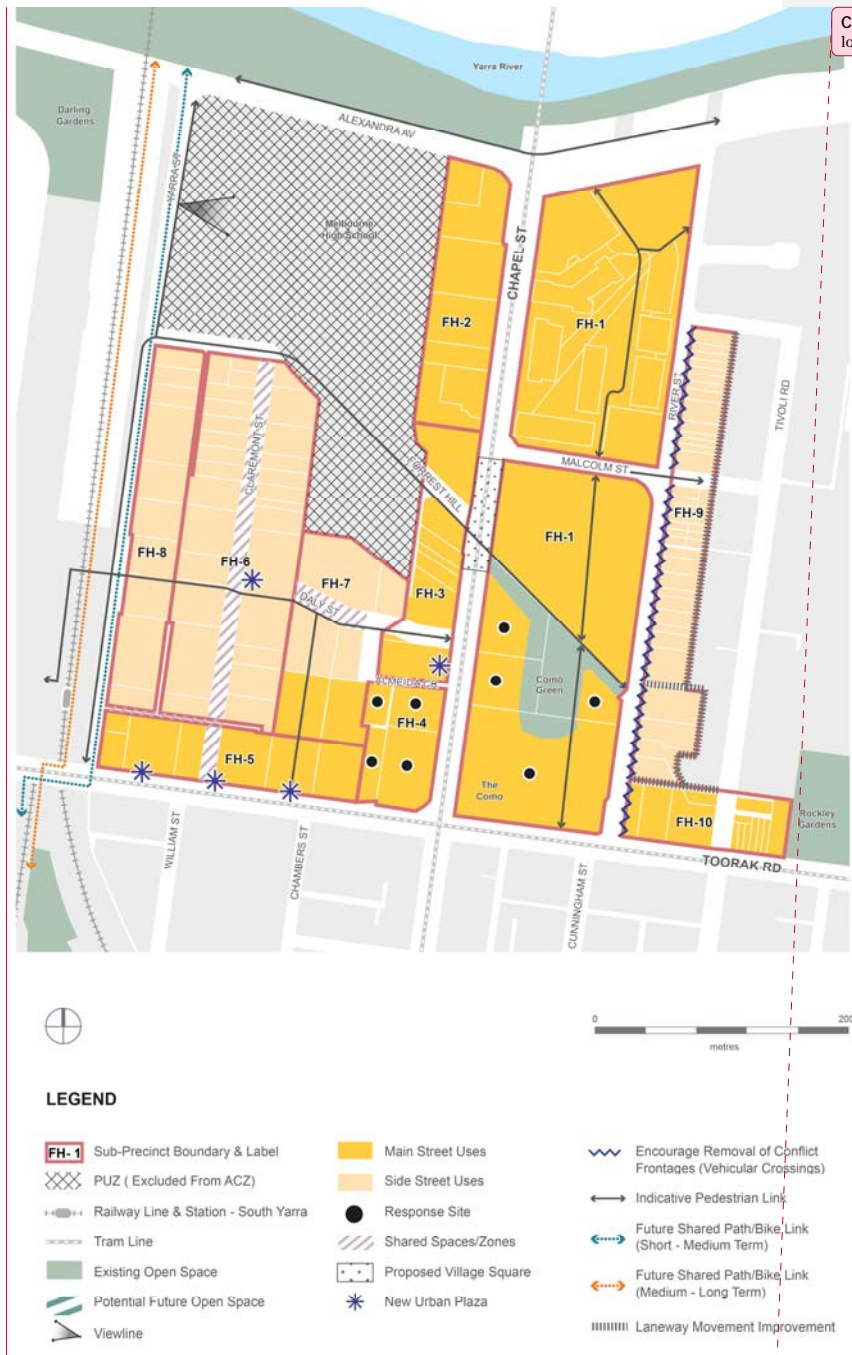 C
lo
Yarra River
Darling
Gardens
ALEXANDRA AV
YARRA ST
Melbourne
High School
CHAPEL ST
FH-2
FH-1
RIVER ST
TIVOLI RD
CLAREMONT ST
FORREST HILL
MALCOLM ST
FH-9
FH-1
FH-8
FH-6
FH-7
FH-3
DALY ST
ALMEIDA CR
Como
Green
FH-4
FH-5
The
Como
FH-10
Rockley
Gardens
WILLIAM ST
CHAMBERS ST
CUNNINGHAM ST
TOORAK RD
0
200
metres
LEGEND
FH- 1 Sub-Precinct Boundary & Label
PUZ ( Excluded From ACZ)
Railway Line & Station - South Yarra
Tram Line
Existing Open Space
Potential Future Open Space
Viewline
Main Street Uses
Side Street Uses
Response Site
Shared Spaces/Zones
Proposed Village Square
New Urban Plaza
Encourage Removal of Conflict
Frontages (Vehicular Crossings)
Indicative Pedestrian Link
Future Shared Path/Bike Link
(Short - Medium Term)
Future Shared Path/Bike Link
(Medium - Long Term)
Laneway Movement Improvement